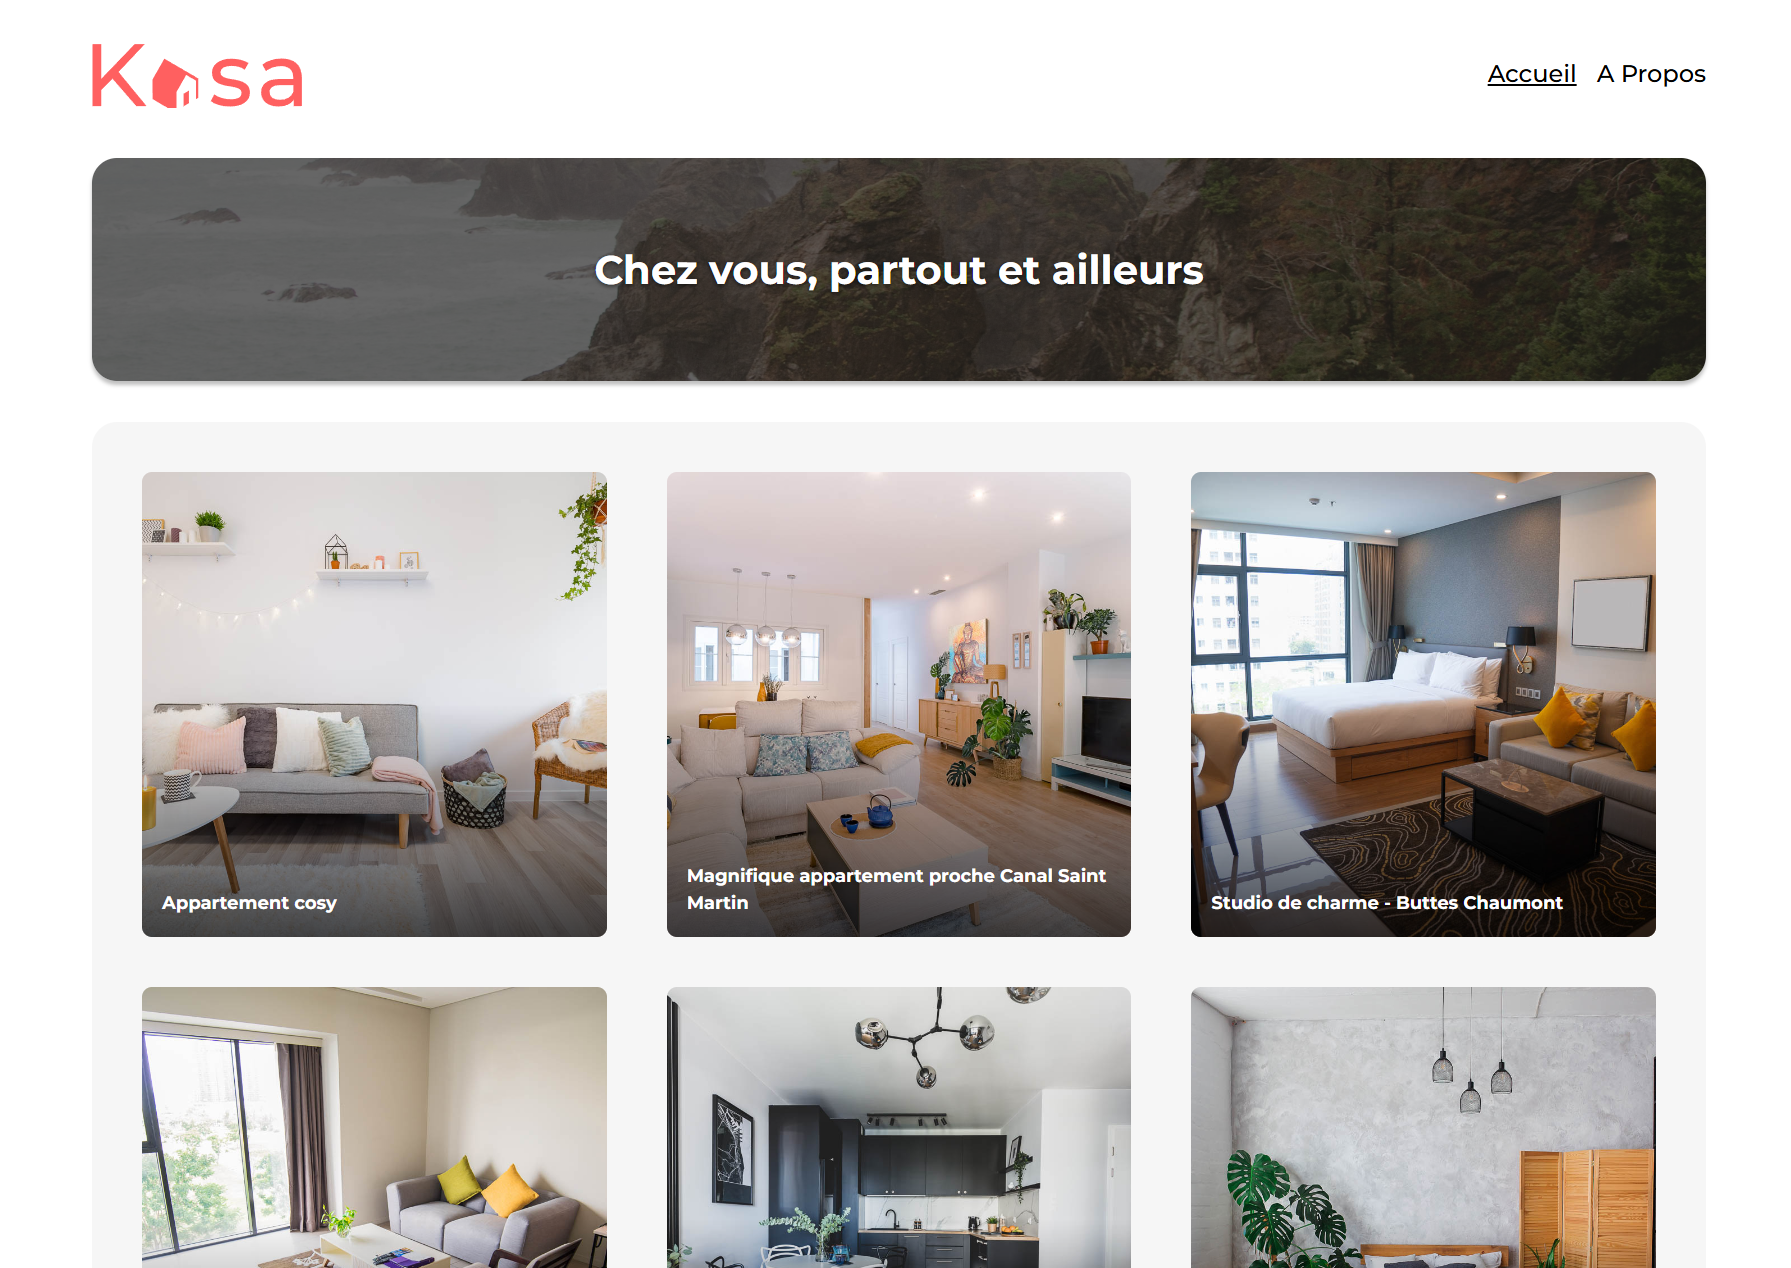 Kasa
Accueil A Propos
Chez vous, partout et ailleurs
Appartement cosy
Magnifique appartement proche Canal Saint
Martin
Studio de charme - Buttes Chaumont